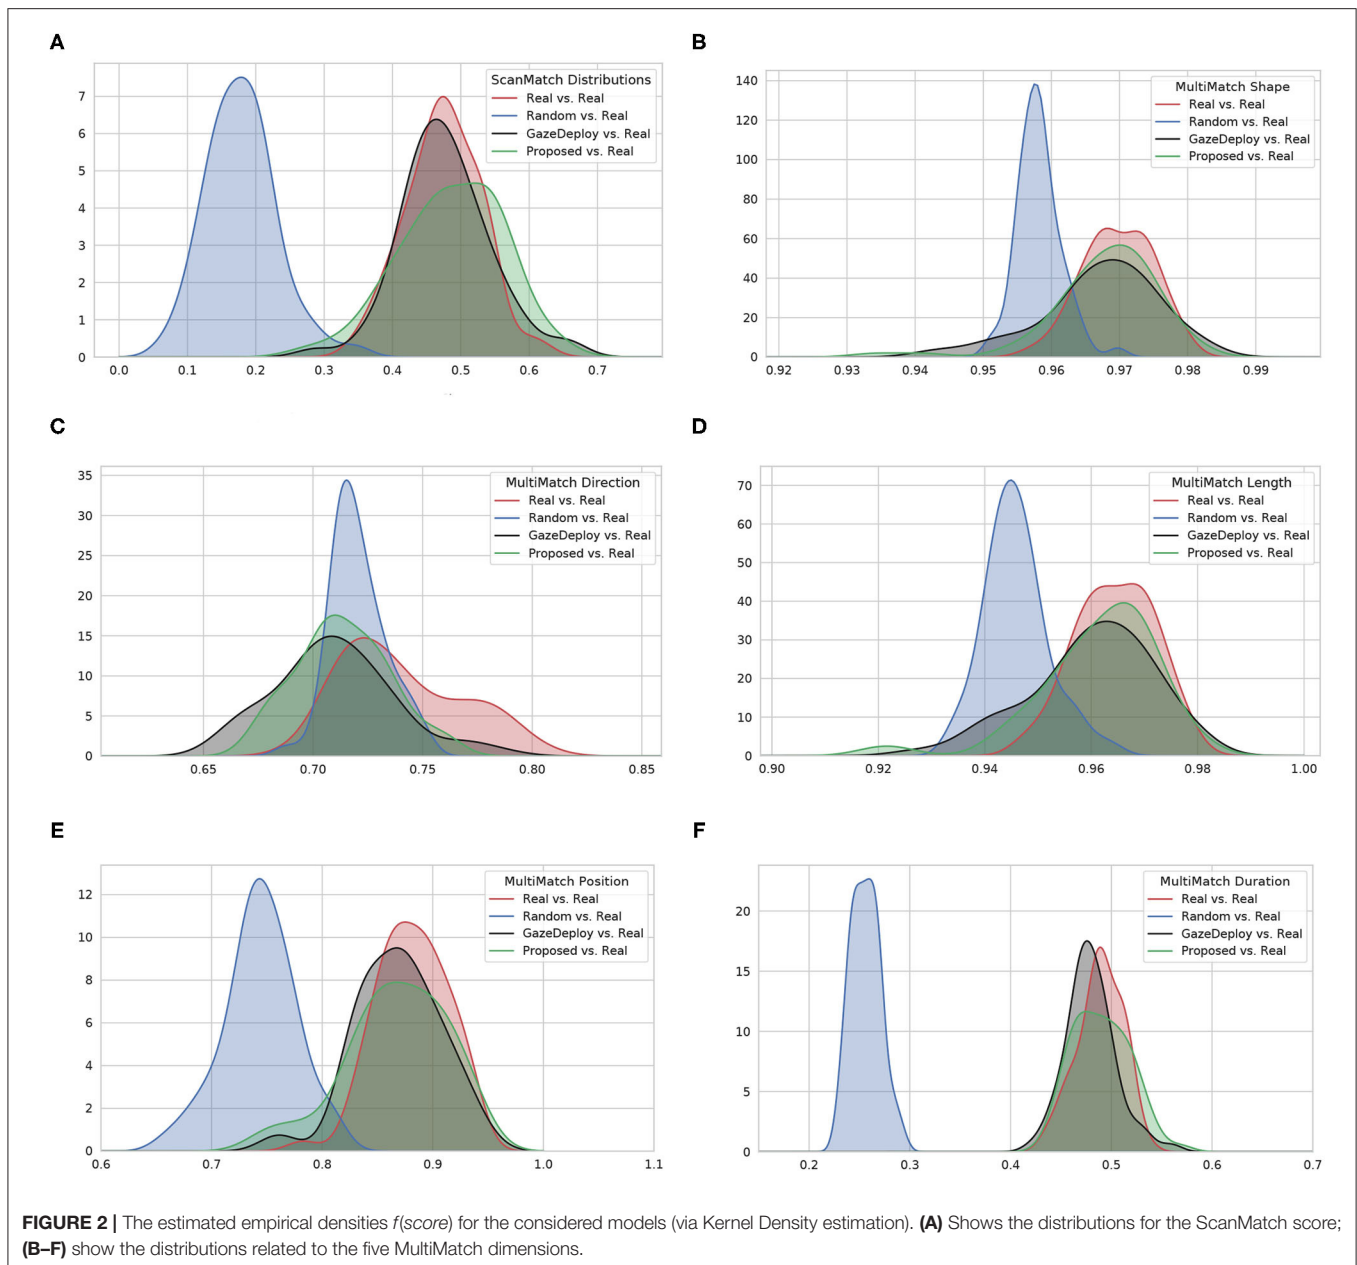 A
ScanMatch Distributions
Real vs. Real
Random vs. Real
GazeDeploy vs. Real
Proposed vs. Real
7
6
5
4
3
2
1
0
0.0 0.1 0.2 0.3 0.4 0.5 0.6 0.7
B
MultiMatch Shape
Real vs. Real
Random vs. Real
GazeDeploy vs. Real
Proposed vs. Real
140
120
100
80
60
40
20
0
0.92 0.93 0.94 0.95 0.96 0.97 0.98 0.99
C
MultiMatch Direction
Real vs. Real
Random vs. Real
GazeDeploy vs. Real
Proposed vs. Real
35
30
25
20
15
10
5
0
0.65 0.70 0.75 0.80 0.85
D
MultiMatch Length
Real vs. Real
Random vs. Real
GazeDeploy vs. Real
Proposed vs. Real
70
60
50
40
30
20
10
0
0.90 0.92 0.94 0.96 0.98 1.00
E
MultiMatch Position
Real vs. Real
Random vs. Real
GazeDeploy vs. Real
Proposed vs. Real
12
10
8
6
4
2
0
0.6 0.7 0.8 0.9 1.0 1.1
F
MultiMatch Duration
Real vs. Real
Random vs. Real
GazeDeploy vs. Real
Proposed vs. Real
20
15
10
5
0
0.2 0.3 0.4 0.5 0.6 0.7
FIGURE 2 | The estimated empirical densities f(score) for the considered models (via Kernel Density estimation). (A) Shows the distributions for the ScanMatch score;
(B–F) show the distributions related to the five MultiMatch dimensions.